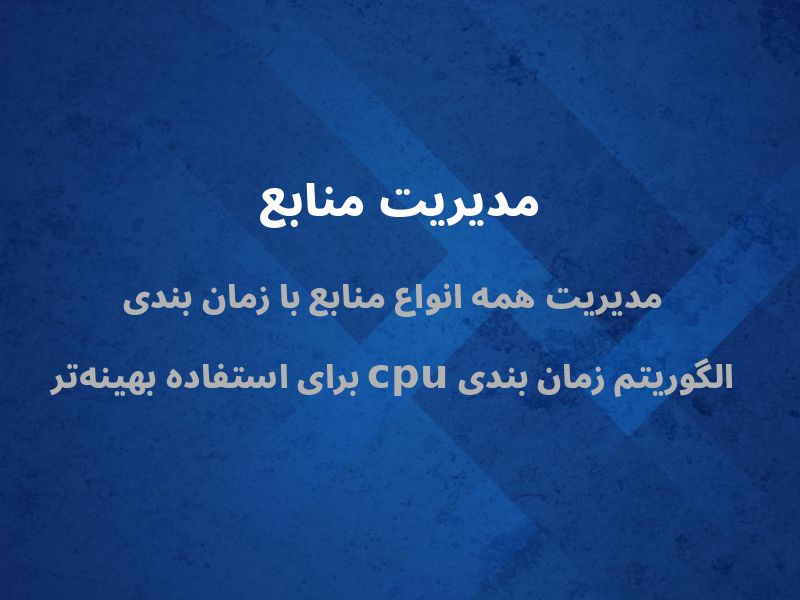 مدیریت منابع
مدیریت همه انواع منابع با زمان بندی
الگوریتم زمان بندی cpu برای استفاده بهینه‌تر